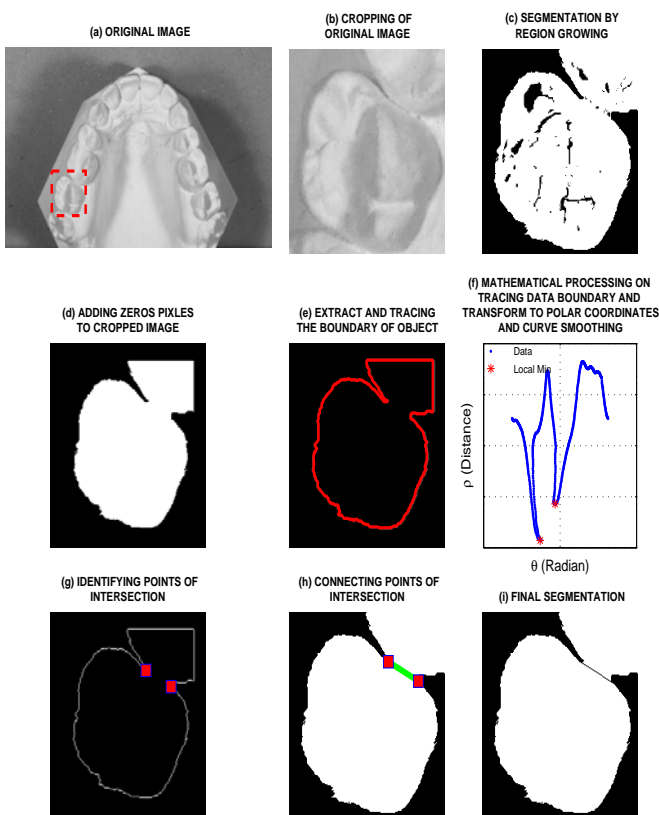 (a) ORIGINAL IMAGE
(b) CROPPING OF
ORIGINAL IMAGE
(c) SEGMENTATION BY
REGION GROWING
(d) ADDING ZEROS PIXLES
TO CROPPED IMAGE
(e) EXTRACT AND TRACING
THE BOUNDARY OF OBJECT
(f) MATHEMATICAL PROCESSING ON
TRACING DATA BOUNDARY AND
TRANSFORM TO POLAR COORDINATES
AND CURVE SMOOTHING
Data
Local Min
ρ (Distance)
θ (Radian)
(g) IDENTIFYING POINTS OF
INTERSECTION
(h) CONNECTING POINTS OF
INTERSECTION
(i) FINAL SEGMENTATION